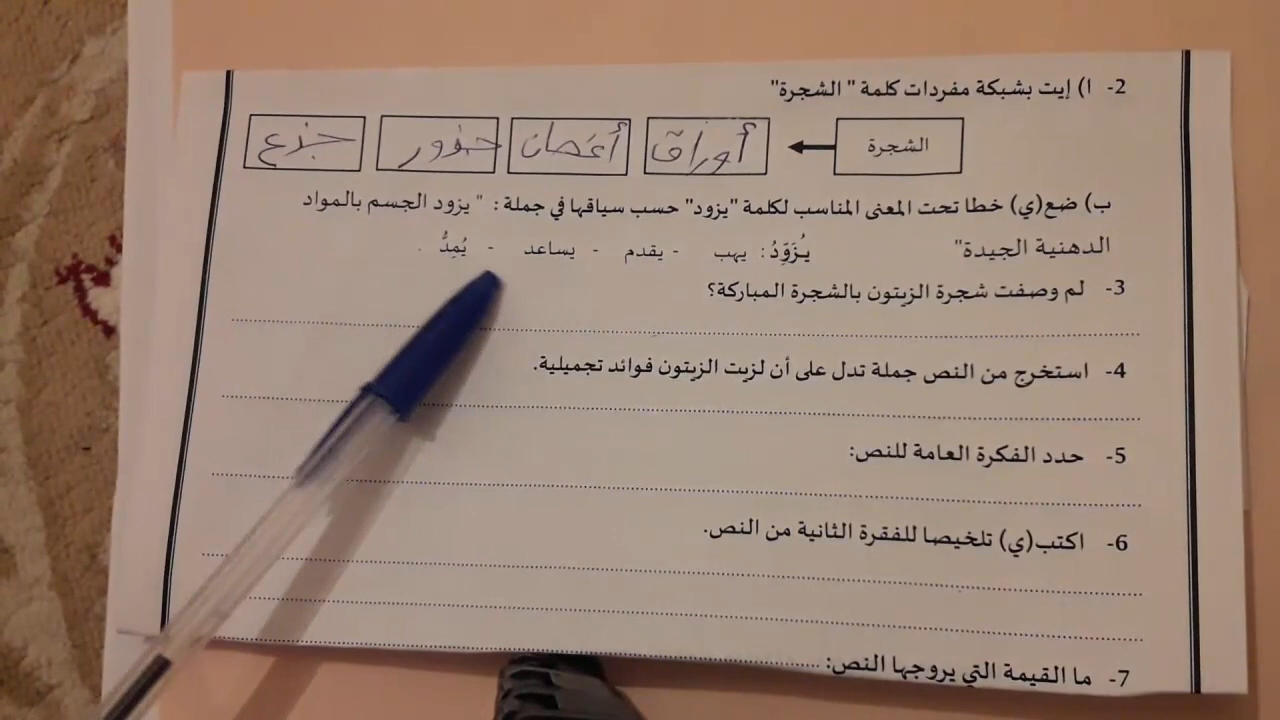 2- ا) إيت بشبكة مفردات كلمة " الشجرة"
الشجرة أوراق أغصان جذور جذع
ب) ضع(ي) خطا تحت المعنى المناسب لكلمة "يزود" حسب سياقها في جملة : " يزود الجسم بالمواد
الدهنية الجيدة" يُزَوِّدُ : يهب - يقدم - يساعد - يُمِدُّ .
3- لم وصفت شجرة الزيتون بالشجرة المباركة؟
4- استخرج من النص جملة تدل على أن لزيت الزيتون فوائد تجميلية.
5- حدد الفكرة العامة للنص:
6- اكتب(ي) تلخيصا للفقرة الثانية من النص.
7- ما القيمة التي يروجها النص: